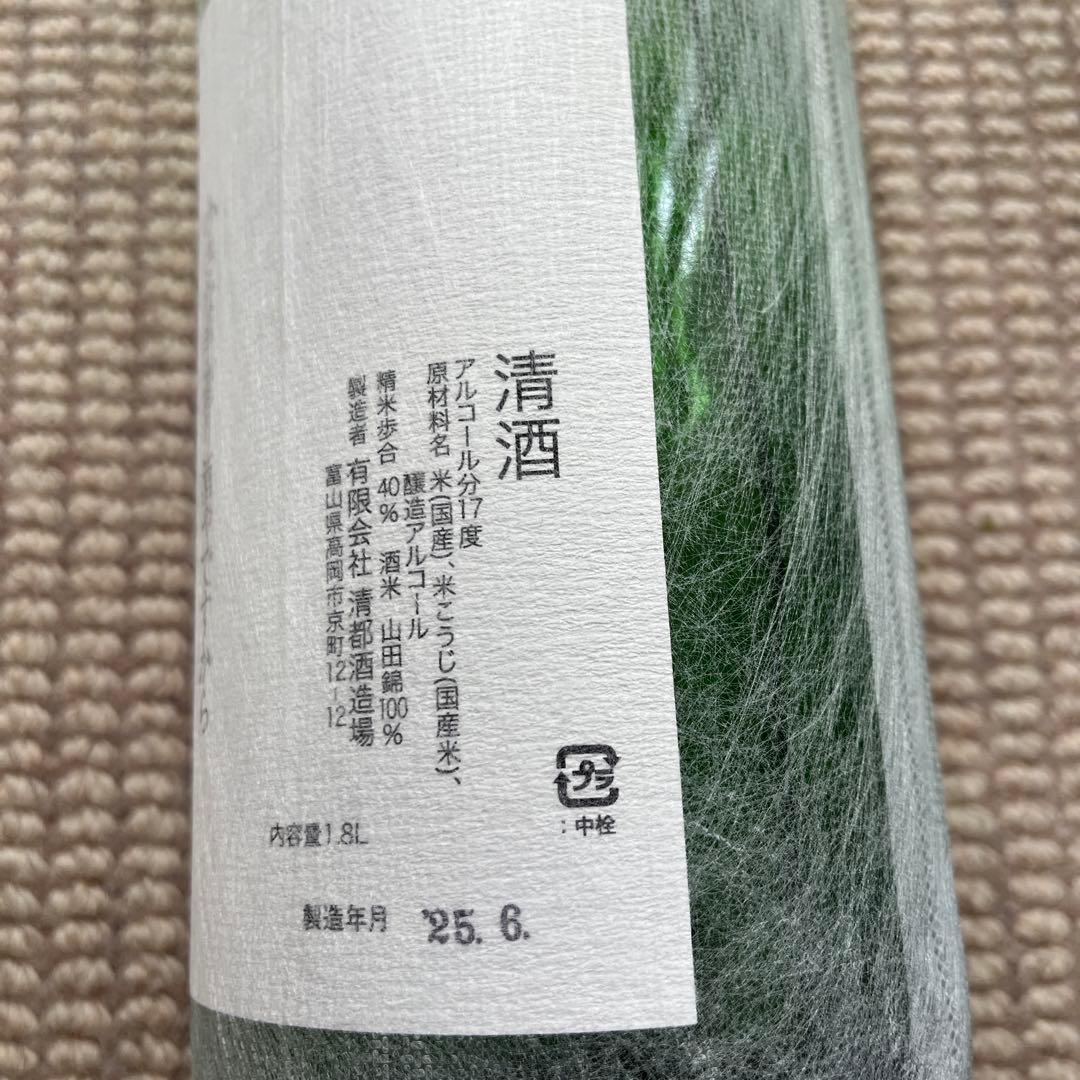 清酒
アルコール分17度
原材料名 米(国産)、米こうじ(国産米)、
醸造アルコール
精米歩合 40% 酒米 山田錦100%
製造者 有限会社 清都酒造場
富山県高岡市京町12-12
プラ
:中栓
内容量1.8L
製造年月 '25. 6.